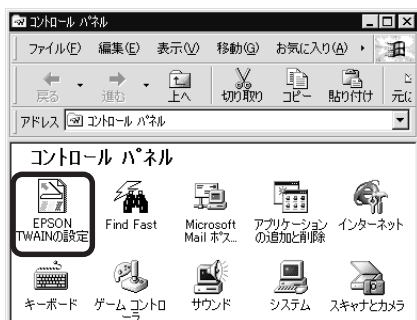 コントロール パネル
ファイル(F) 編集(E) 表示(V) 移動(G) お気に入り(A)
戻る 進む 上へ 切り取り コピー 貼り付け 元に
アドレス コントロール パネル
コントロール パネル
EPSON
TWAINの設定
Find Fast
Microsoft
Mail ポス...
アプリケーション
の追加と削除
インターネット
キーボード
ゲーム コントロ
ーラ
サウンド
システム
スキャナとカメラ